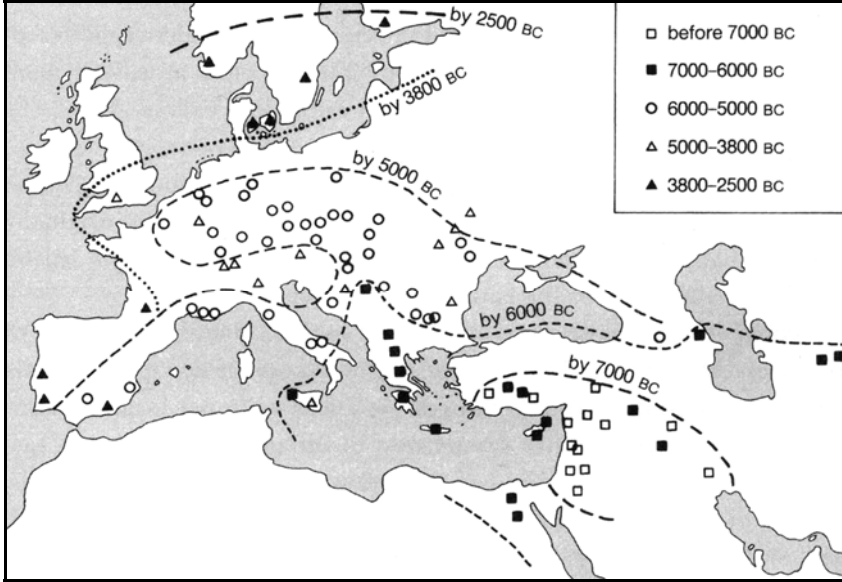 by 2500 BC
by 3800 BC
by 5000 BC
by 6000 BC
by 7000 BC
before 7000 BC
7000–6000 BC
6000–5000 BC
5000–3800 BC
3800–2500 BC